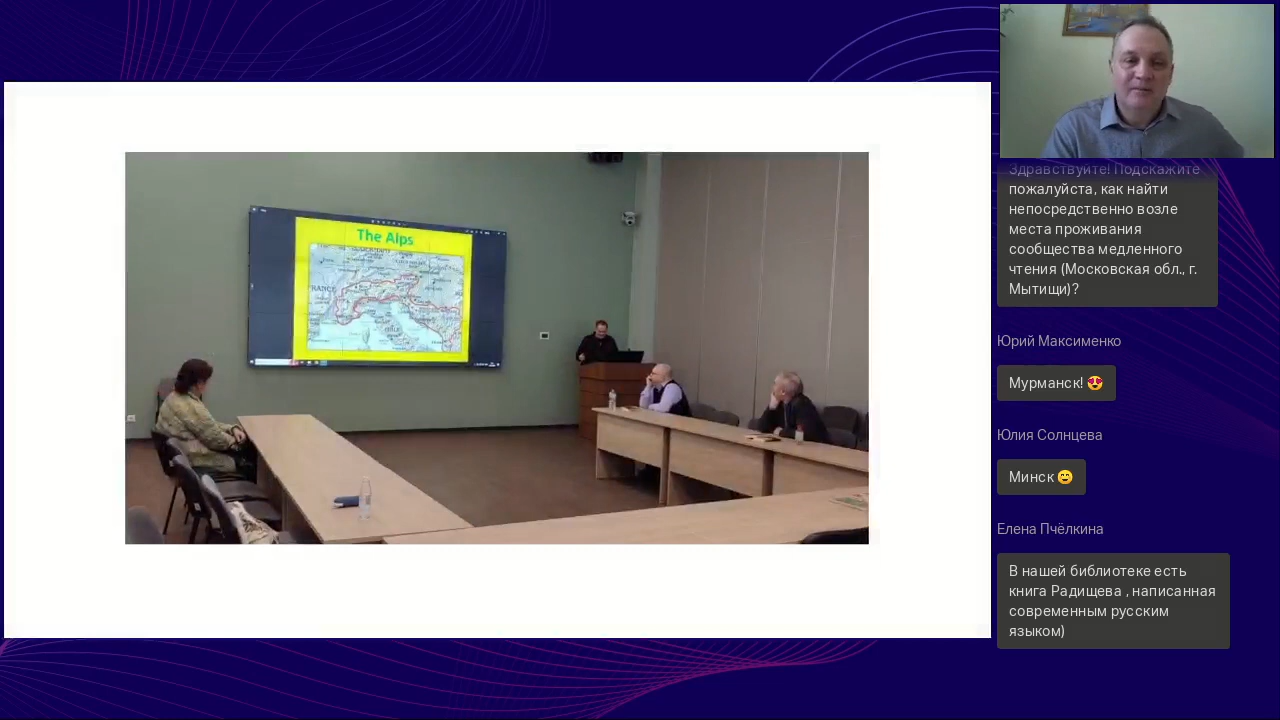 The Alps
FRANCE
Здравствуйте! Подскажите
пожалуйста, как найти
непосредственно возле
места проживания
сообщества медленного
чтения (Московская обл., г.
Мытищи)?
Юрий Максименко
Мурманск! 😍
Юлия Солнцева
Минск 😊
Елена Пчёлкина
В нашей библиотеке есть
книга Радищева , написанная
современным русским
языком)